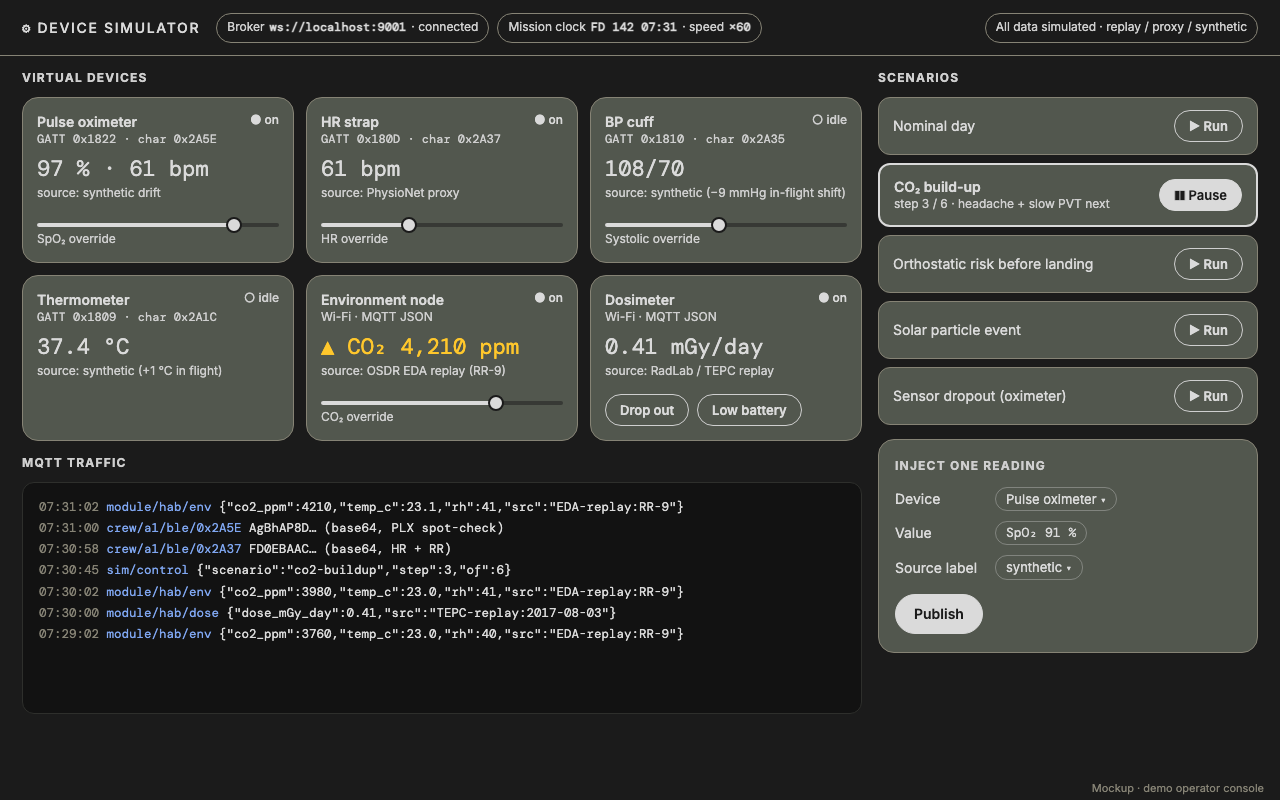 ⚙ DEVICE SIMULATOR
Broker ws://localhost:9001 · connected
Mission clock FD 142 07:31 · speed ×60
All data simulated · replay / proxy / synthetic
VIRTUAL DEVICES
Pulse oximeter
on
GATT 0x1822 · char 0x2A5E
97 % · 61 bpm
source: synthetic drift
SpO₂ override
HR strap
on
GATT 0x180D · char 0x2A37
61 bpm
source: PhysioNet proxy
HR override
BP cuff
idle
GATT 0x1810 · char 0x2A35
108/70
source: synthetic (−9 mmHg in-flight shift)
Systolic override
Thermometer
idle
GATT 0x1809 · char 0x2A1C
37.4 °C
source: synthetic (+1 °C in flight)
Environment node
on
Wi-Fi · MQTT JSON
▲ CO₂ 4,210 ppm
source: OSDR EDA replay (RR-9)
CO₂ override
Dosimeter
on
Wi-Fi · MQTT JSON
0.41 mGy/day
source: RadLab / TEPC replay
Drop out
Low battery
MQTT TRAFFIC
07:31:02 module/hab/env {"co2_ppm":4210,"temp_c":23.1,"rh":41,"src":"EDA-replay:RR-9"}
07:31:00 crew/a1/ble/0x2A5E AgBhAP8D… (base64, PLX spot-check)
07:30:58 crew/a1/ble/0x2A37 FD0EBAAC… (base64, HR + RR)
07:30:45 sim/control {"scenario":"co2-buildup","step":3,"of":6}
07:30:02 module/hab/env {"co2_ppm":3980,"temp_c":23.0,"rh":41,"src":"EDA-replay:RR-9"}
07:30:00 module/hab/dose {"dose_mGy_day":0.41,"src":"TEPC-replay:2017-08-03"}
07:29:02 module/hab/env {"co2_ppm":3760,"temp_c":23.0,"rh":40,"src":"EDA-replay:RR-9"}
SCENARIOS
Nominal day
▶ Run
CO₂ build-up
step 3 / 6 · headache + slow PVT next
▮▮ Pause
Orthostatic risk before landing
▶ Run
Solar particle event
▶ Run
Sensor dropout (oximeter)
▶ Run
INJECT ONE READING
Device
Pulse oximeter ▾
Value
SpO₂ 91 %
Source label
synthetic ▾
Publish
Mockup · demo operator console